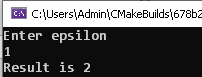 C:\Users\Admin\CMakeBuilds\678b2
Enter epsilon
1
Result is 2